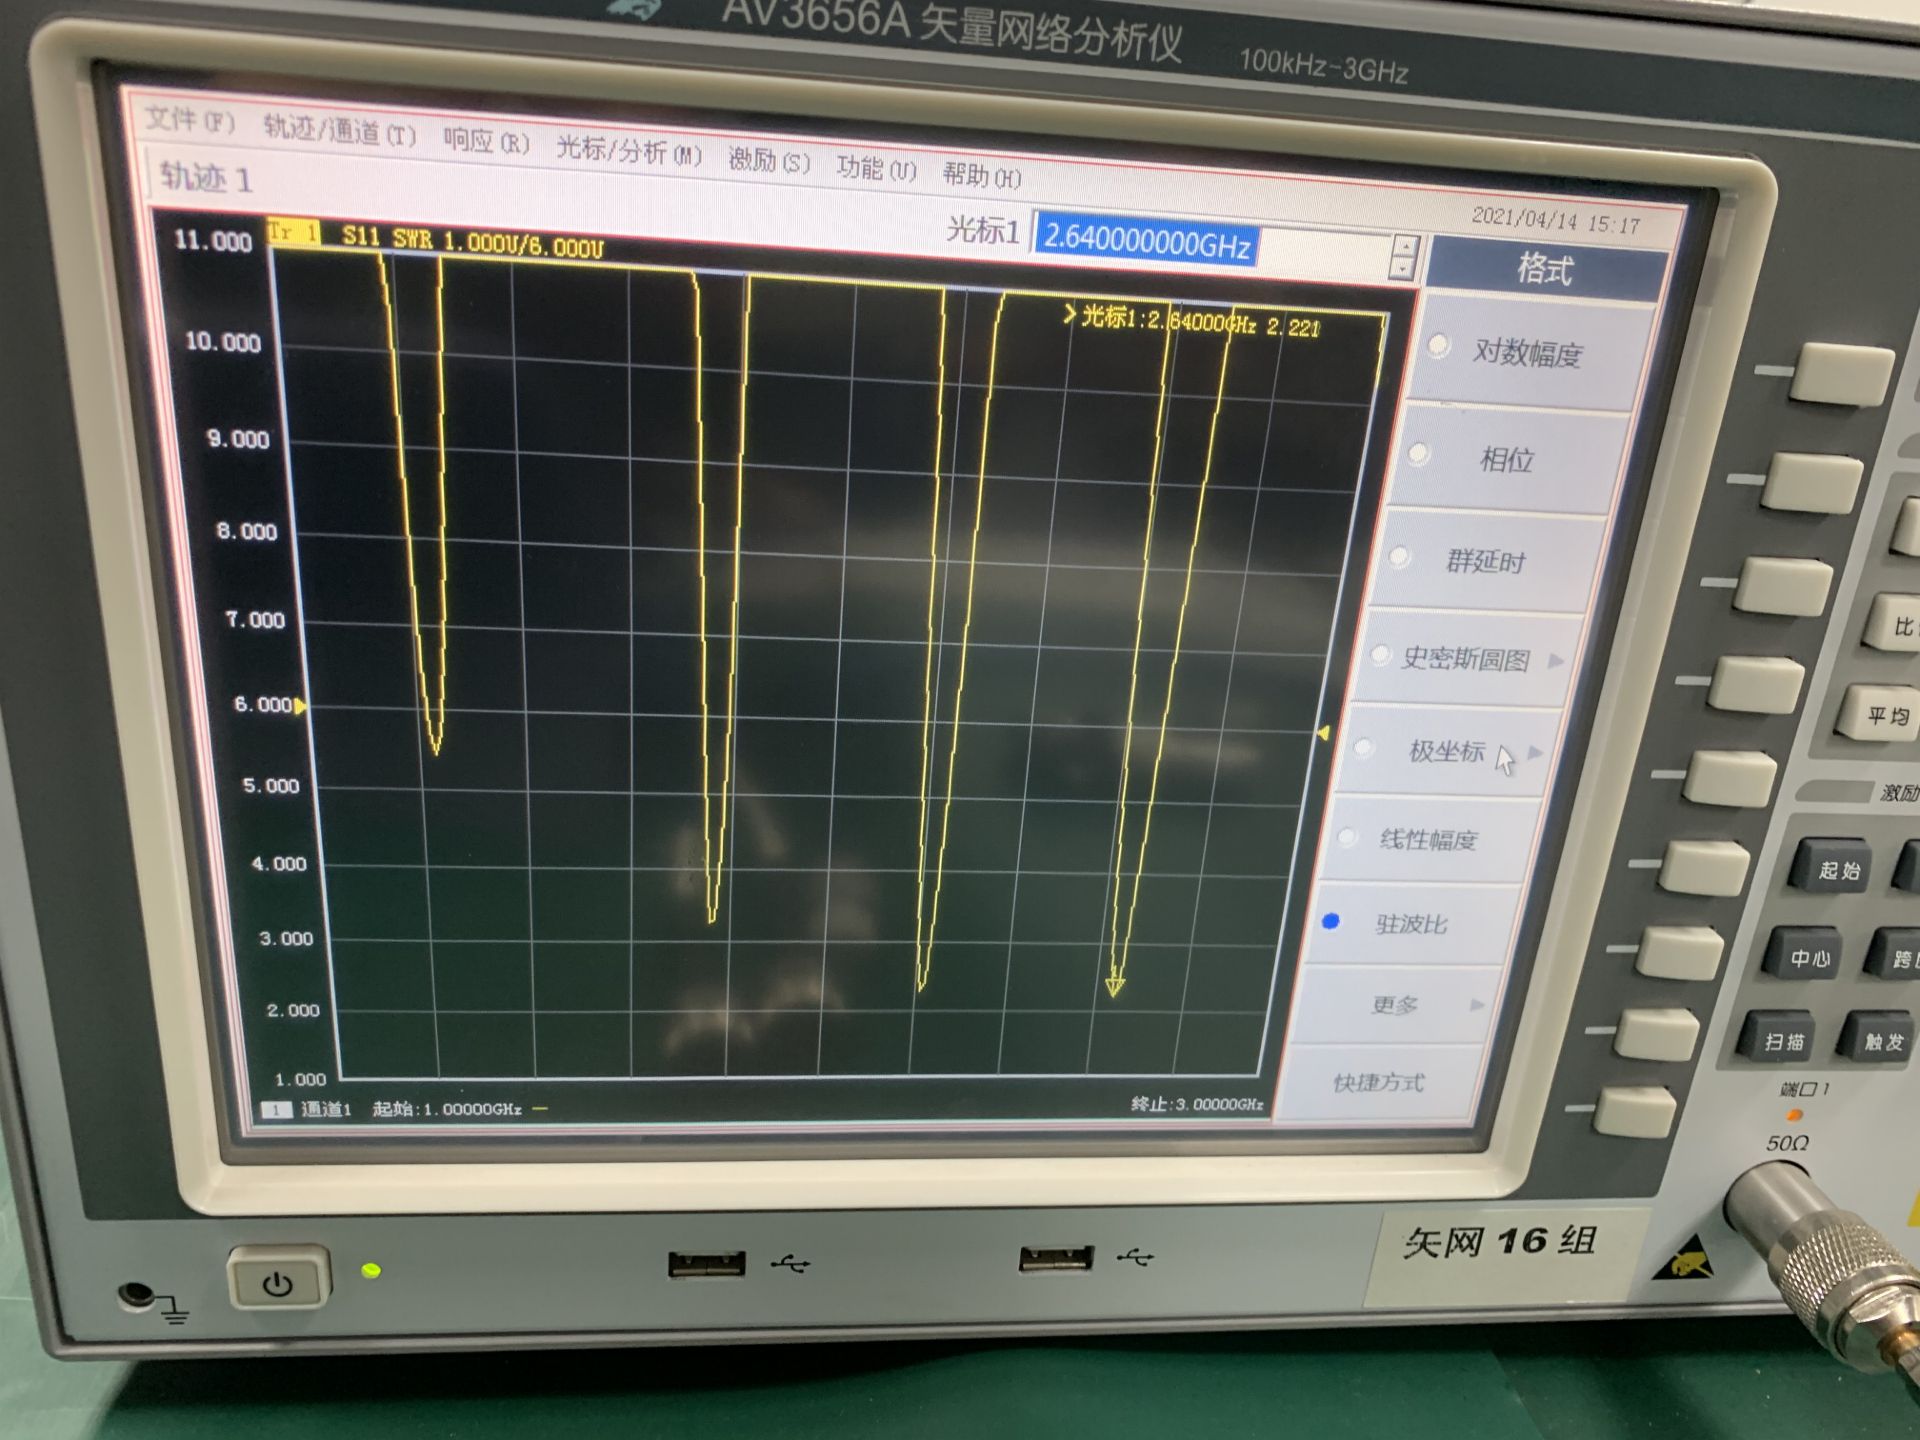 AV3656A 矢量网络分析仪 100kHz-3GHz
文件(F) 轨迹/通道(T) 响应(R) 光标/分析(M) 激励(S) 功能(U) 帮助(H)
轨迹 1
光标1 2.640000000GHz
2021/04/14 15:17
格式
Tr 1 S11 SWR 1.000U/6.000U
>光标1:2.64000GHz 2.221
11.000
10.000
9.000
8.000
7.000
6.000
5.000
4.000
3.000
2.000
1.000
1 通道1 起始:1.00000GHz
终止:3.00000GHz
对数幅度
相位
群延时
史密斯圆图
极坐标
线性幅度
驻波比
更多
快捷方式
平均
激励
起始
中心
扫描 触发
端口1
50Ω
矢网 16 组